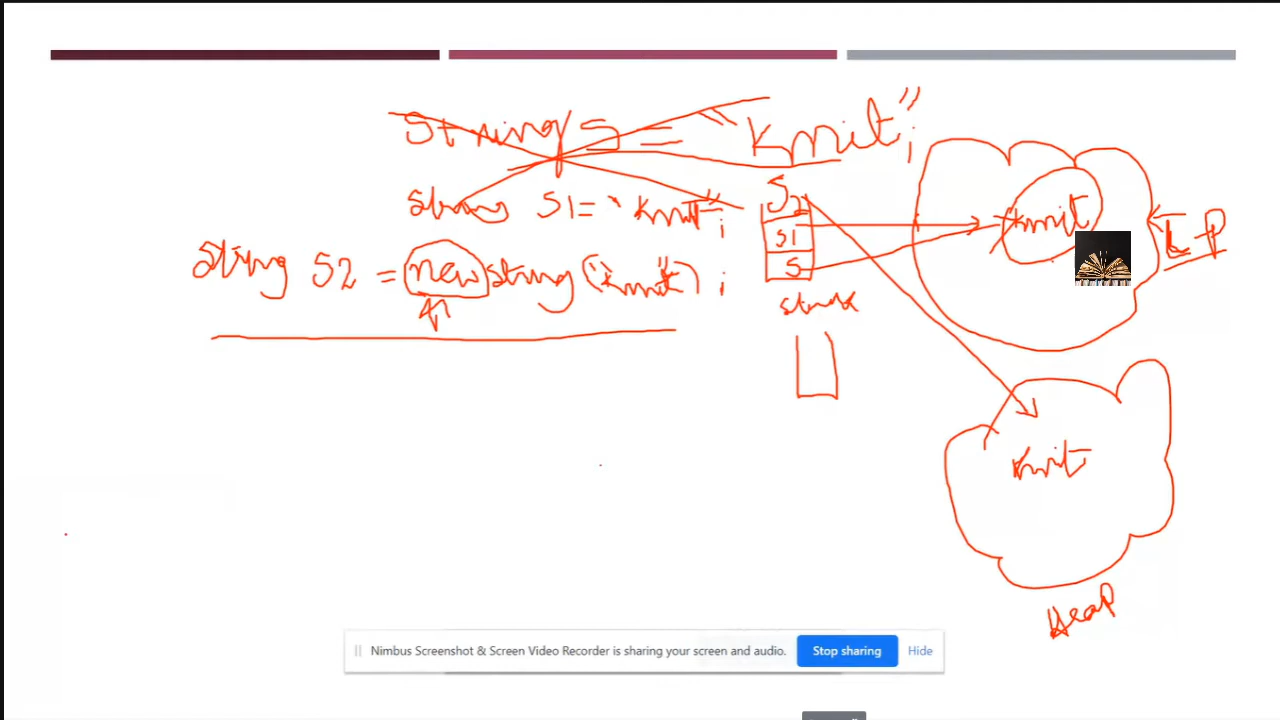 String S = "Kmit";
String S1 = "Kmit";
String S2 = new String("Kmit");
S2
S1
S
Stack
Kmit
L P
Kmit
Heap
Nimbus Screenshot & Screen Video Recorder is sharing your screen and audio. Stop sharing Hide